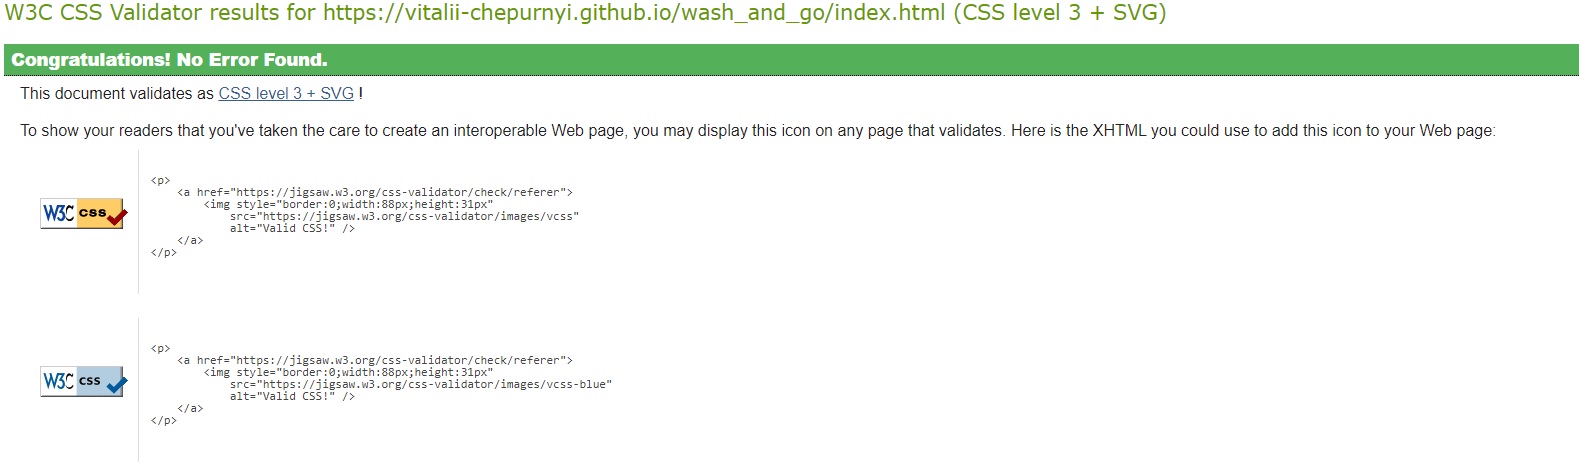 W3C CSS Validator results for https://vitalii-chepurnyi.github.io/wash_and_go/index.html (CSS level 3 + SVG)
Congratulations! No Error Found.
This document validates as CSS level 3 + SVG !
To show your readers that you've taken the care to create an interoperable Web page, you may display this icon on any page that validates. Here is the XHTML you could use to add this icon to your Web page:
W3C css
<p>
    <a href="https://jigsaw.w3.org/css-validator/check/referer">
        <img style="border:0;width:88px;height:31px"
            src="https://jigsaw.w3.org/css-validator/images/vcss"
            alt="Valid CSS!" />
    </a>
</p>
W3C css
<p>
    <a href="https://jigsaw.w3.org/css-validator/check/referer">
        <img style="border:0;width:88px;height:31px"
            src="https://jigsaw.w3.org/css-validator/images/vcss-blue"
            alt="Valid CSS!" />
    </a>
</p>